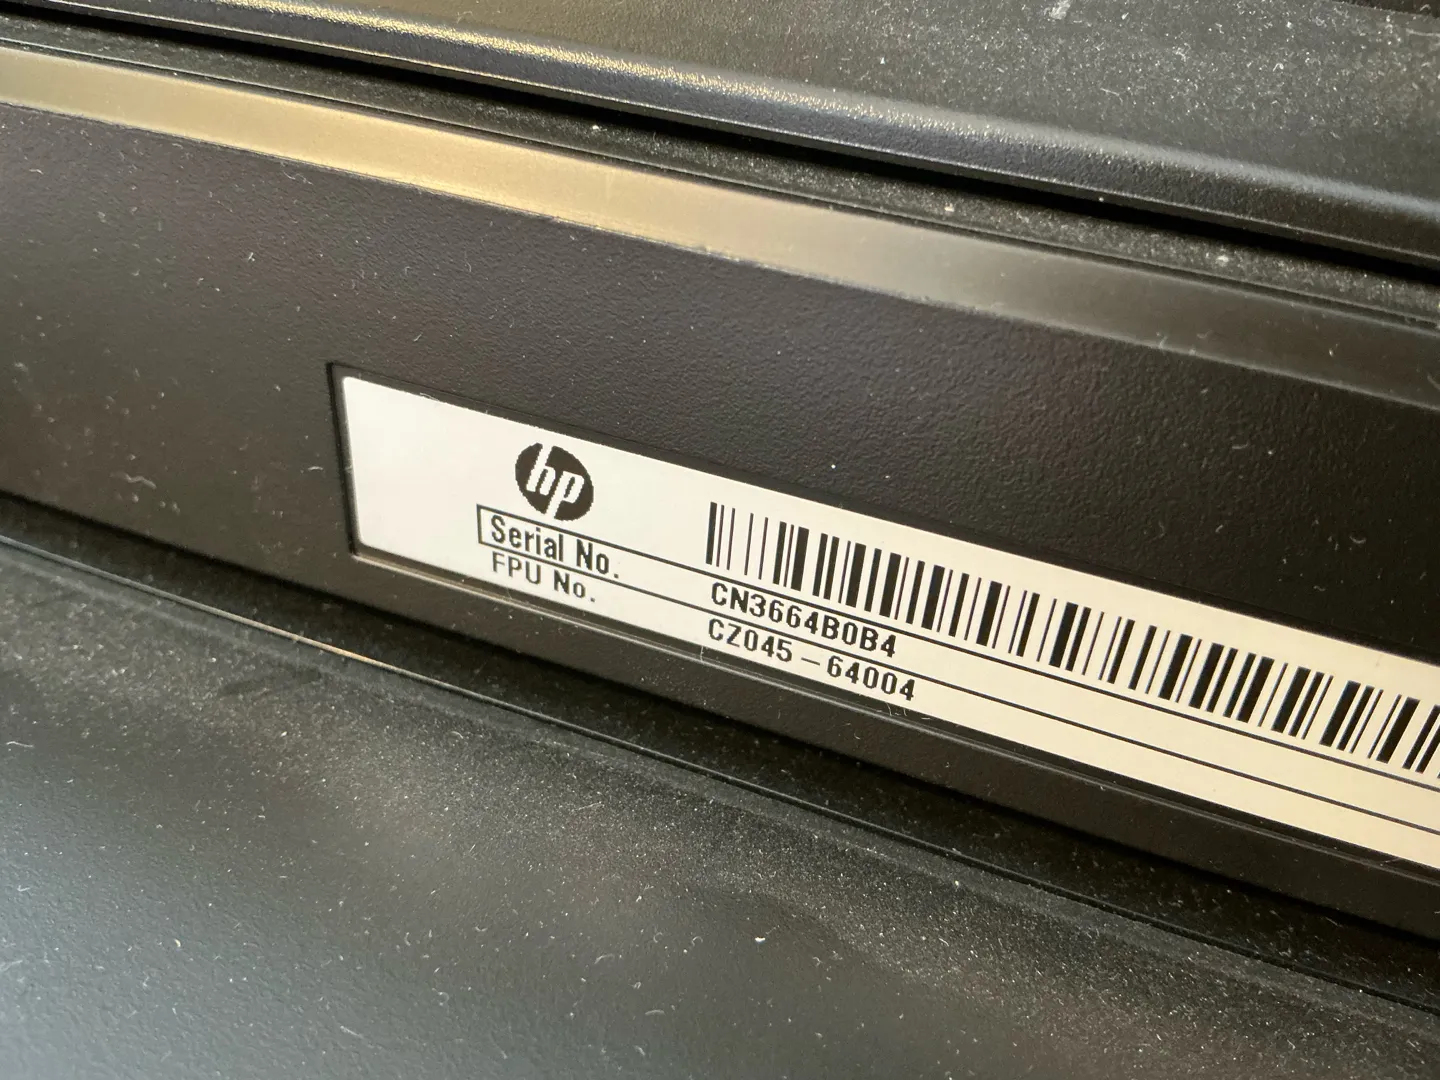 hp
Serial No. CN3664B0B4
FPU No. CZ045-64004